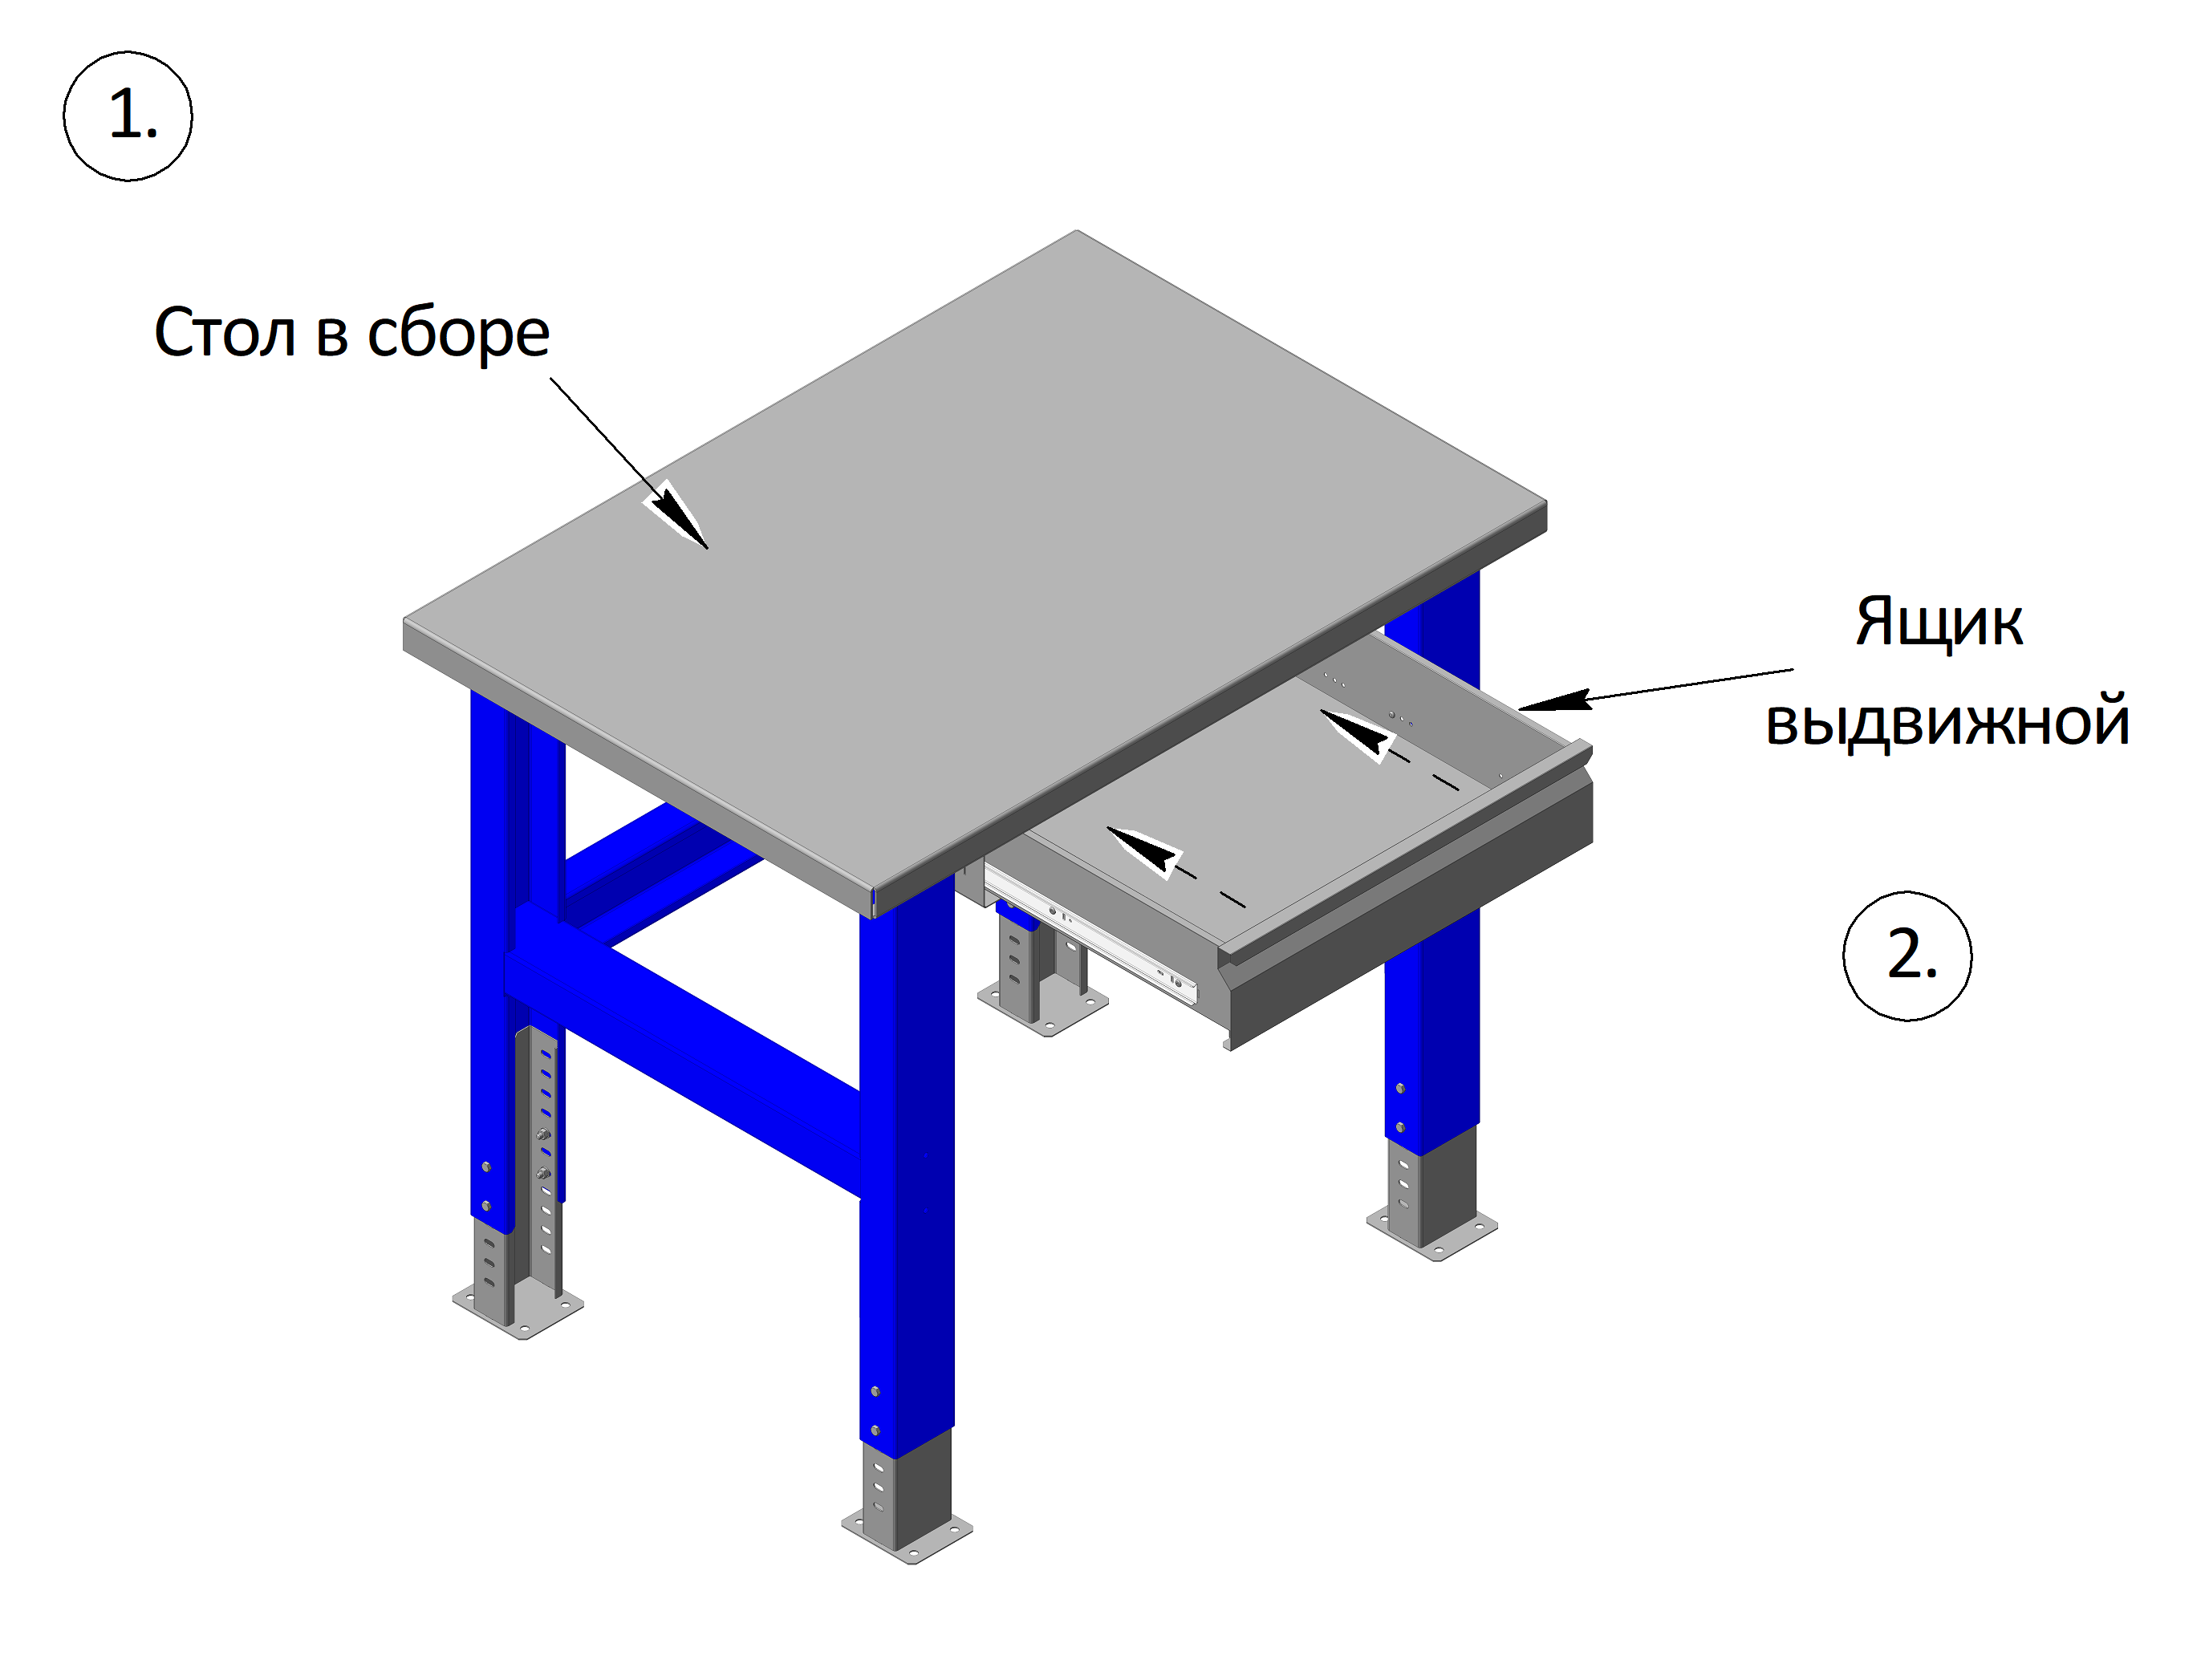 1.
Стол в сборе
Ящик
выдвижной
2.